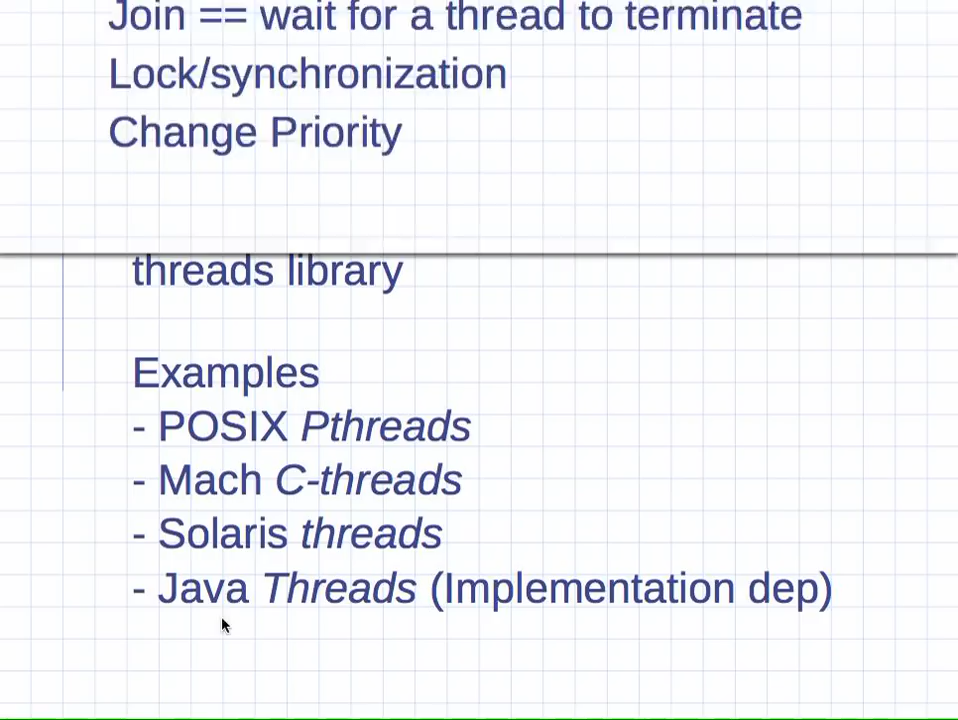 Join == wait for a thread to terminate
Lock/synchronization
Change Priority
threads library
Examples
- POSIX Pthreads
- Mach C-threads
- Solaris threads
- Java Threads (Implementation dep)